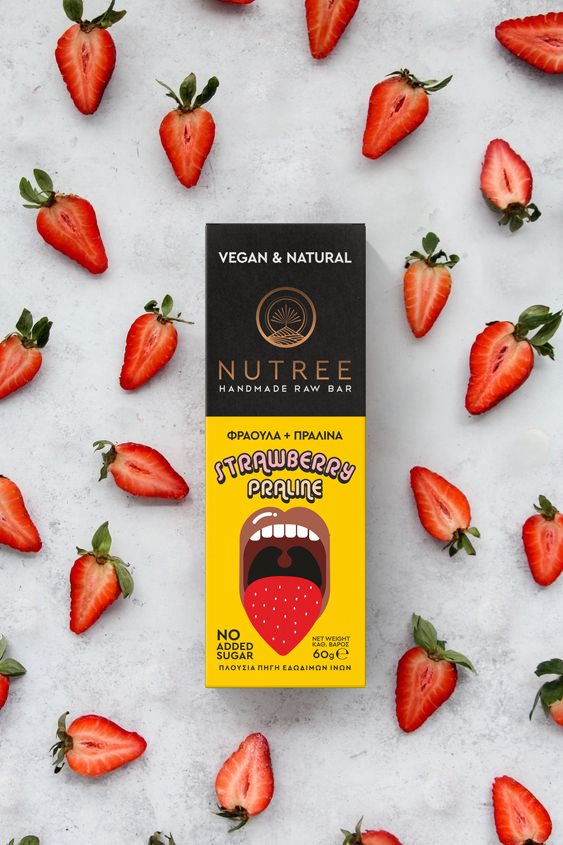 VEGAN & NATURAL
NUTREE
HANDMADE RAW BAR
ΦΡΑΟΥΛΑ + ΠΡΑΛΙΝΑ
STRAWBERRY
PRALINE
NO
ADDED
SUGAR
NET WEIGHT
ΚΑΘ. ΒΑΡΟΣ
60g ℮
ΠΛΟΥΣΙΑ ΠΗΓΗ ΕΔΩΔΙΜΩΝ ΙΝΩΝ